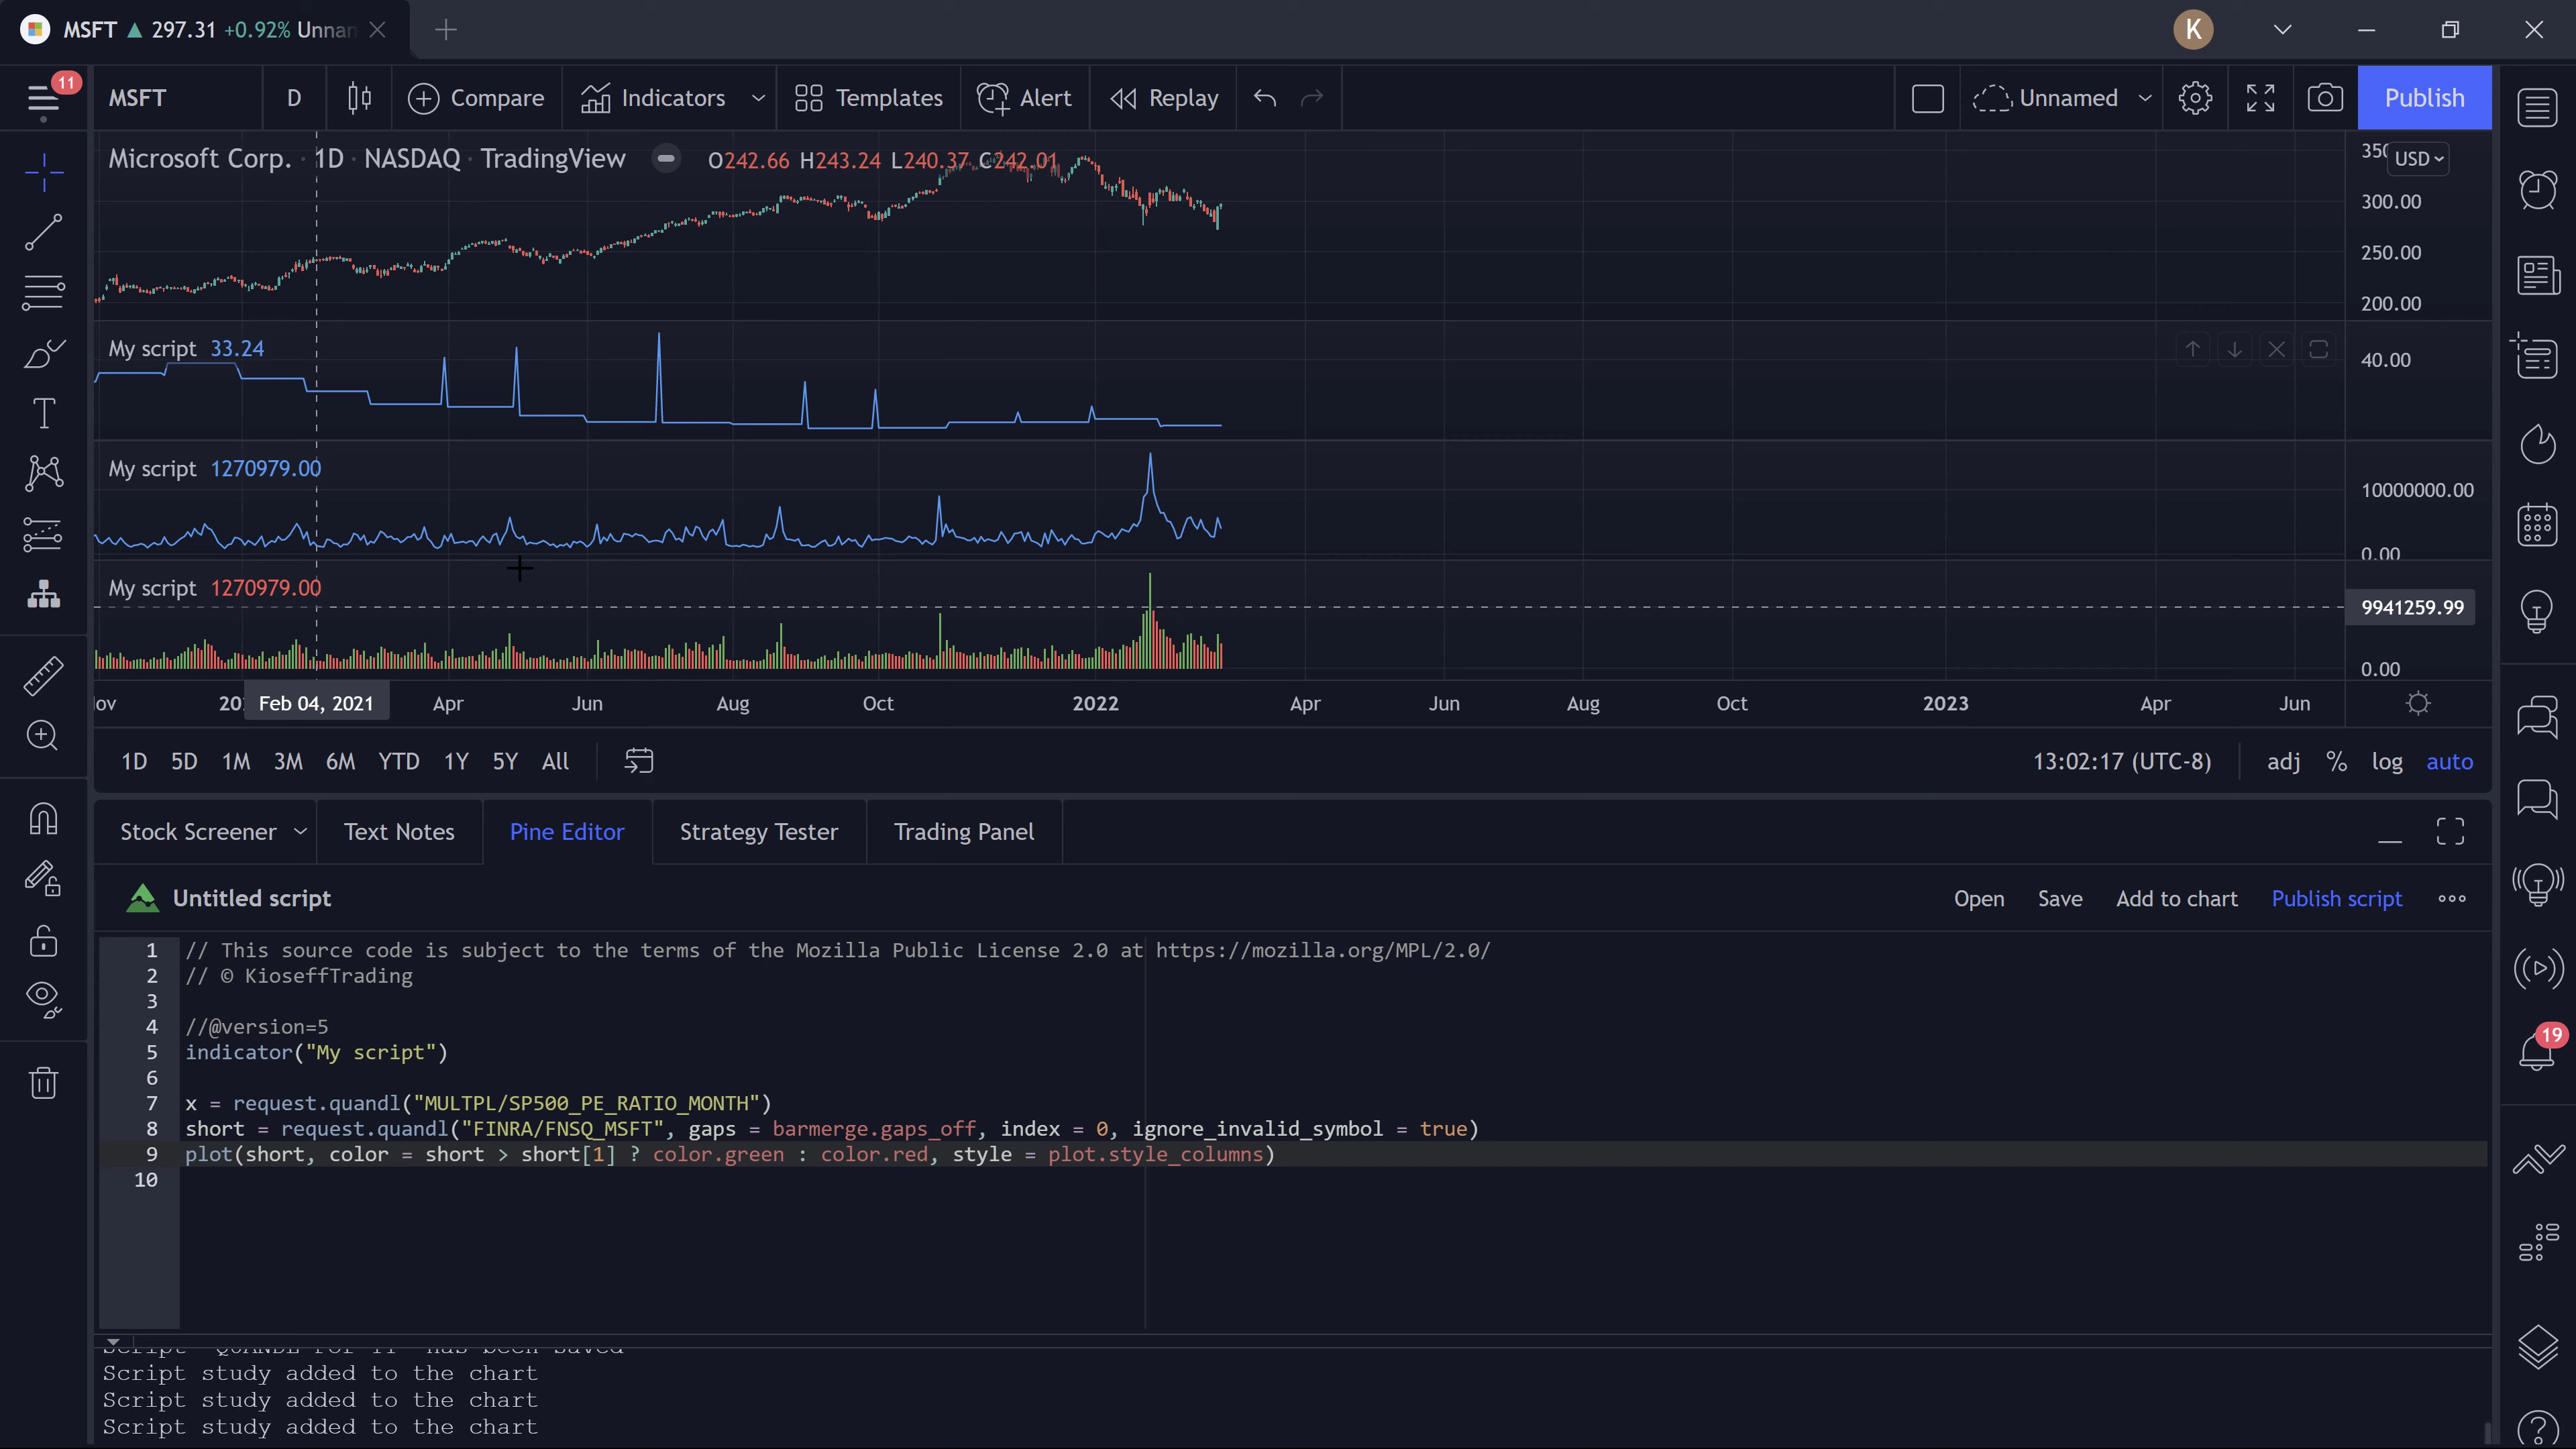 MSFT ▲ 297.31 +0.92% Unnan
K
11
MSFT
D
Compare
Indicators
Templates
Alert
Replay
Unnamed
Publish
Microsoft Corp. · 1D · NASDAQ · TradingView
O242.66 H243.24 L240.37 C242.01
350
USD
300.00
250.00
200.00
My script 33.24
40.00
My script 1270979.00
10000000.00
0.00
My script 1270979.00
9941259.99
0.00
ov
20
Feb 04, 2021
Apr
Jun
Aug
Oct
2022
Apr
Jun
Aug
Oct
2023
Apr
Jun
1D 5D 1M 3M 6M YTD 1Y 5Y All
13:02:17 (UTC-8)
adj % log auto
Stock Screener
Text Notes
Pine Editor
Strategy Tester
Trading Panel
Untitled script
Open Save Add to chart Publish script
19
1 // This source code is subject to the terms of the Mozilla Public License 2.0 at https://mozilla.org/MPL/2.0/
2 // © KioseffTrading
3
4 //@version=5
5 indicator("My script")
6
7 x = request.quandl("MULTPL/SP500_PE_RATIO_MONTH")
8 short = request.quandl("FINRA/FNSQ_MSFT", gaps = barmerge.gaps_off, index = 0, ignore_invalid_symbol = true)
9 plot(short, color = short > short[1] ? color.green : color.red, style = plot.style_columns)
10
Script study added to the chart
Script study added to the chart
Script study added to the chart